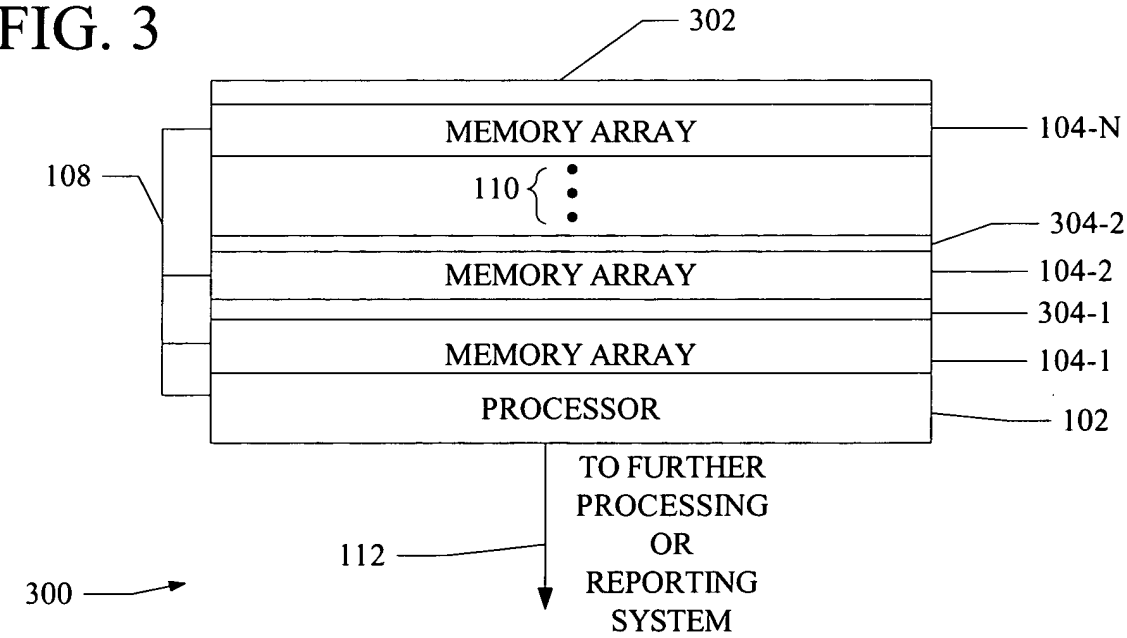 FIG. 3
302
MEMORY ARRAY
104-N
108
110
304-2
MEMORY ARRAY
104-2
304-1
MEMORY ARRAY
104-1
PROCESSOR
102
TO FURTHER
PROCESSING
OR
REPORTING
SYSTEM
112
300